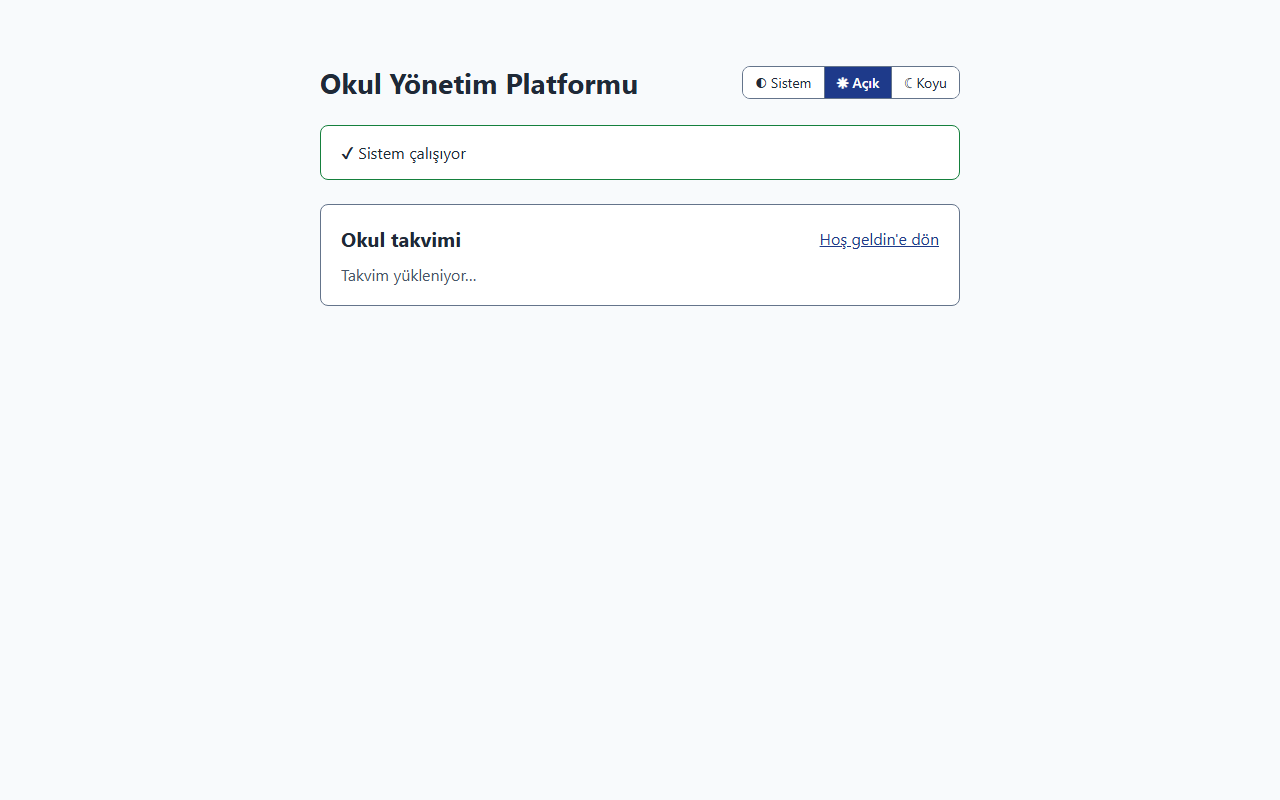 Okul Yönetim Platformu
◐ Sistem
❋ Açık
☾ Koyu
✓ Sistem çalışıyor
Okul takvimi
Hoş geldin'e dön
Takvim yükleniyor...